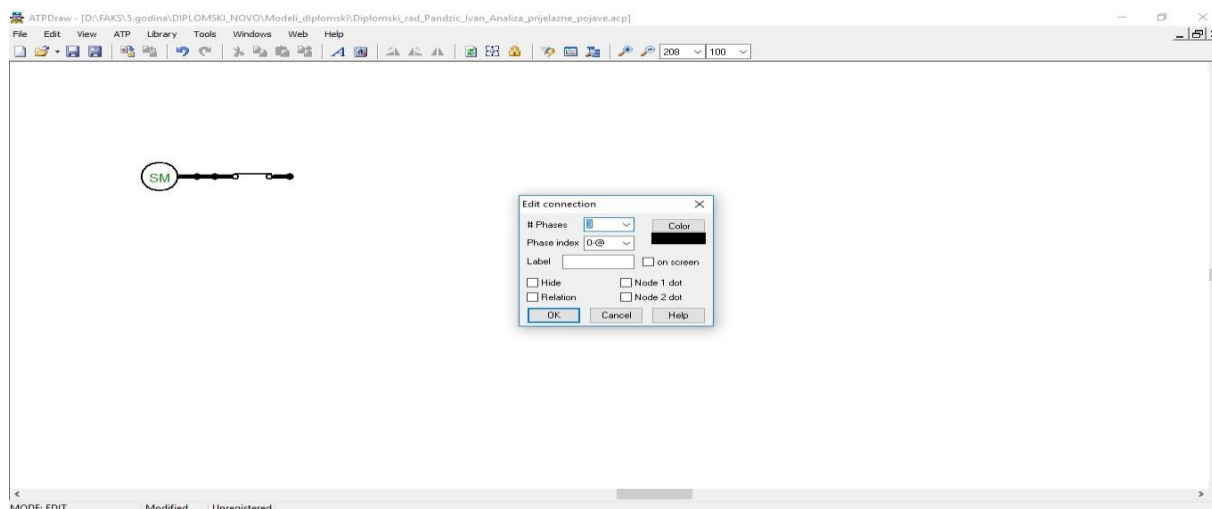 ATPDraw - [D:\FAKS\5.godina\DIPLOMSKI_NOVO\Modeli_diplomski\Diplomski_rad_Pandzic_Ivan_Analiza_prijelazne_pojave.acp]
File Edit View ATP Library Tools Windows Web Help
208 100
SM
Edit connection
# Phases Color
Phase index 0-@
Label on screen
Hide Node 1 dot
Relation Node 2 dot
OK Cancel Help
MODE: EDIT Modified Unregistered